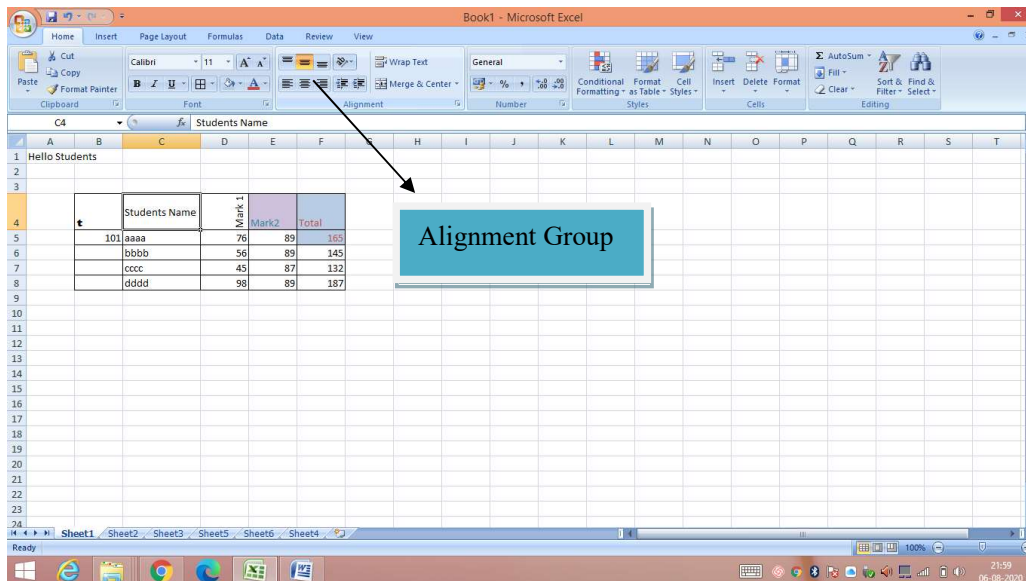 Book1 - Microsoft Excel
Home Insert Page Layout Formulas Data Review View
Cut
Copy
Format Painter
Paste
Clipboard
Calibri 11 A A
B I U A
Font
Wrap Text
Merge & Center
Alignment
General
% , .0 .00 .00 .0
Number
Conditional Formatting
Format as Table
Cell Styles
Styles
Insert Delete Format
Cells
Σ AutoSum
Fill
Clear
Sort & Filter
Find & Select
Editing
C4 fx Students Name
A B C D E F G H I J K L M N O P Q R S T
1 Hello Students
2
3
4 t Students Name Mark 1 Mark2 Total
5 101 aaaa 76 89 165
6 bbbb 56 89 145
7 cccc 45 87 132
8 dddd 98 89 187
9
10
11
12
13
14
15
16
17
18
19
20
21
22
23
24
Alignment Group
Sheet1 Sheet2 Sheet3 Sheet5 Sheet6 Sheet4
Ready 100%
21:59
06-08-2020